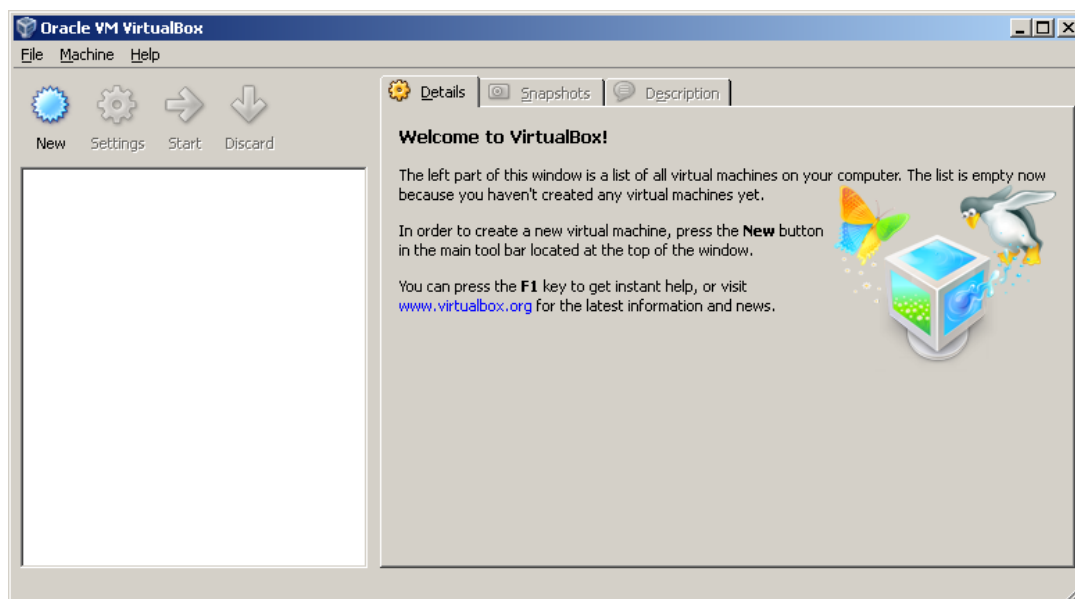 Oracle VM VirtualBox
File Machine Help
New Settings Start Discard
Details Snapshots Description
Welcome to VirtualBox!
The left part of this window is a list of all virtual machines on your computer. The list is empty now
because you haven't created any virtual machines yet.
In order to create a new virtual machine, press the New button
in the main tool bar located at the top of the window.
You can press the F1 key to get instant help, or visit
www.virtualbox.org for the latest information and news.